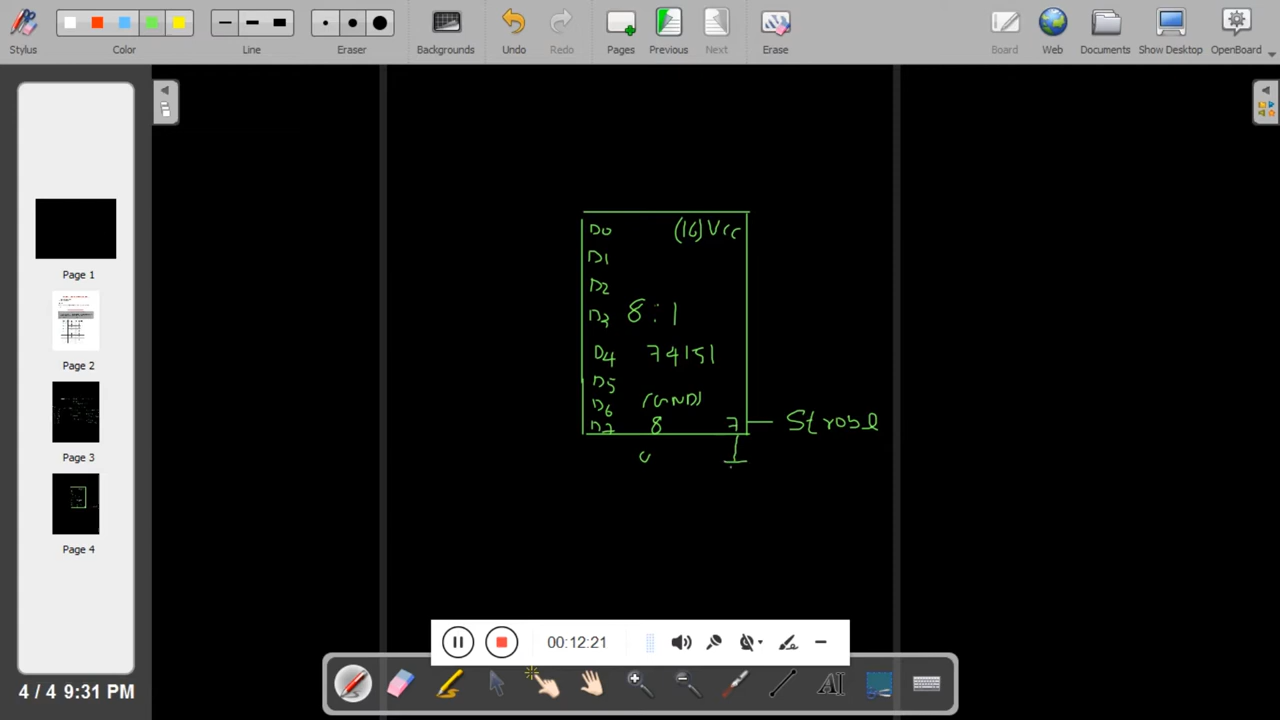 Stylus
Color
Line
Eraser
Backgrounds
Undo
Redo
Pages
Previous
Next
Erase
Board
Web
Documents
Show Desktop
OpenBoard
Page 1
Page 2
Page 3
Page 4
D0 (16) Vcc
D1
D2
D3 8:1
D4 74151
D5
D6 (GND)
D7 8 7 Strobe
00:12:21
4 / 4 9:31 PM
AI